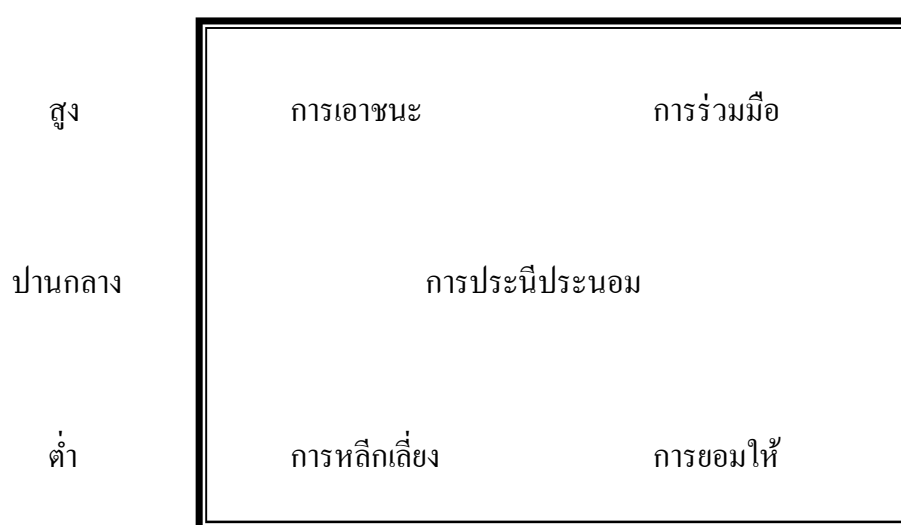 สูง การเอาชนะ การร่วมมือ
ปานกลาง การประนีประนอม
ต่ำ การหลีกเลี่ยง การยอมให้